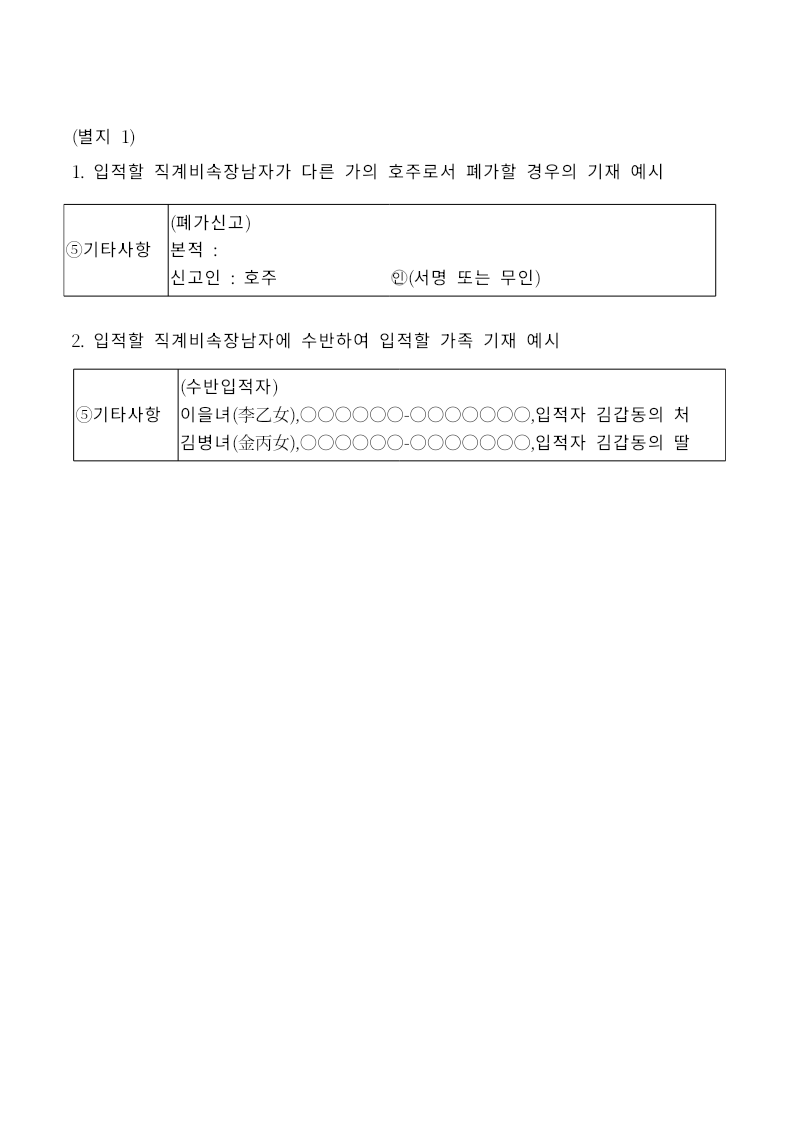 (별지 1)
1. 입적할 직계비속장남자가 다른 가의 호주로서 폐가할 경우의 기재 예시
(폐가신고)
⑤기타사항 본적 :
신고인 : 호주 ㊞(서명 또는 무인)
2. 입적할 직계비속장남자에 수반하여 입적할 가족 기재 예시
(수반입적자)
⑤기타사항 이을녀(李乙女),○○○○○○-○○○○○○○,입적자 김갑동의 처
김병녀(金丙女),○○○○○○-○○○○○○○,입적자 김갑동의 딸